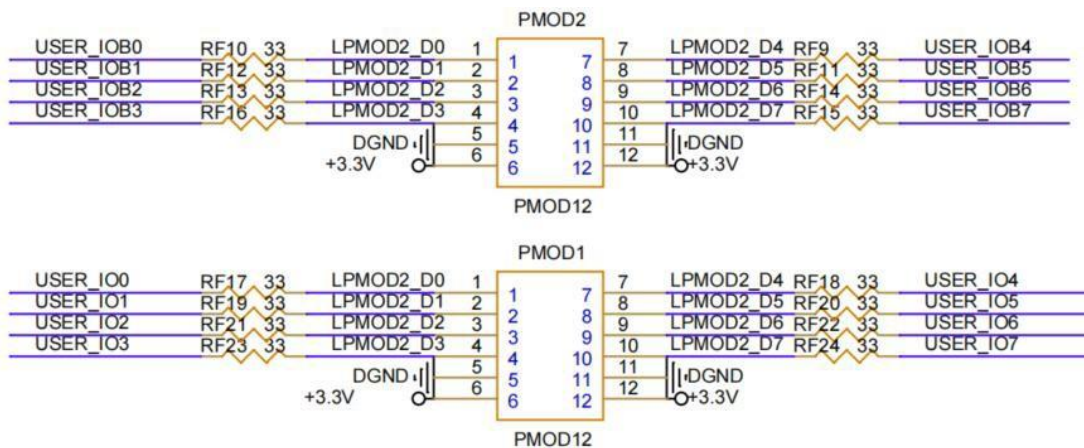 PMOD2
USER_IOB0 RF10 33 LPMOD2_D0 1 1 7 7 LPMOD2_D4 RF9 33 USER_IOB4
USER_IOB1 RF12 33 LPMOD2_D1 2 2 8 8 LPMOD2_D5 RF11 33 USER_IOB5
USER_IOB2 RF13 33 LPMOD2_D2 3 3 9 9 LPMOD2_D6 RF14 33 USER_IOB6
USER_IOB3 RF16 33 LPMOD2_D3 4 4 10 10 LPMOD2_D7 RF15 33 USER_IOB7
DGND 5 5 11 11 DGND
+3.3V 6 6 12 12 +3.3V
PMOD12
PMOD1
USER_IO0 RF17 33 LPMOD2_D0 1 1 7 7 LPMOD2_D4 RF18 33 USER_IO4
USER_IO1 RF19 33 LPMOD2_D1 2 2 8 8 LPMOD2_D5 RF20 33 USER_IO5
USER_IO2 RF21 33 LPMOD2_D2 3 3 9 9 LPMOD2_D6 RF22 33 USER_IO6
USER_IO3 RF23 33 LPMOD2_D3 4 4 10 10 LPMOD2_D7 RF24 33 USER_IO7
DGND 5 5 11 11 DGND
+3.3V 6 6 12 12 +3.3V
PMOD12